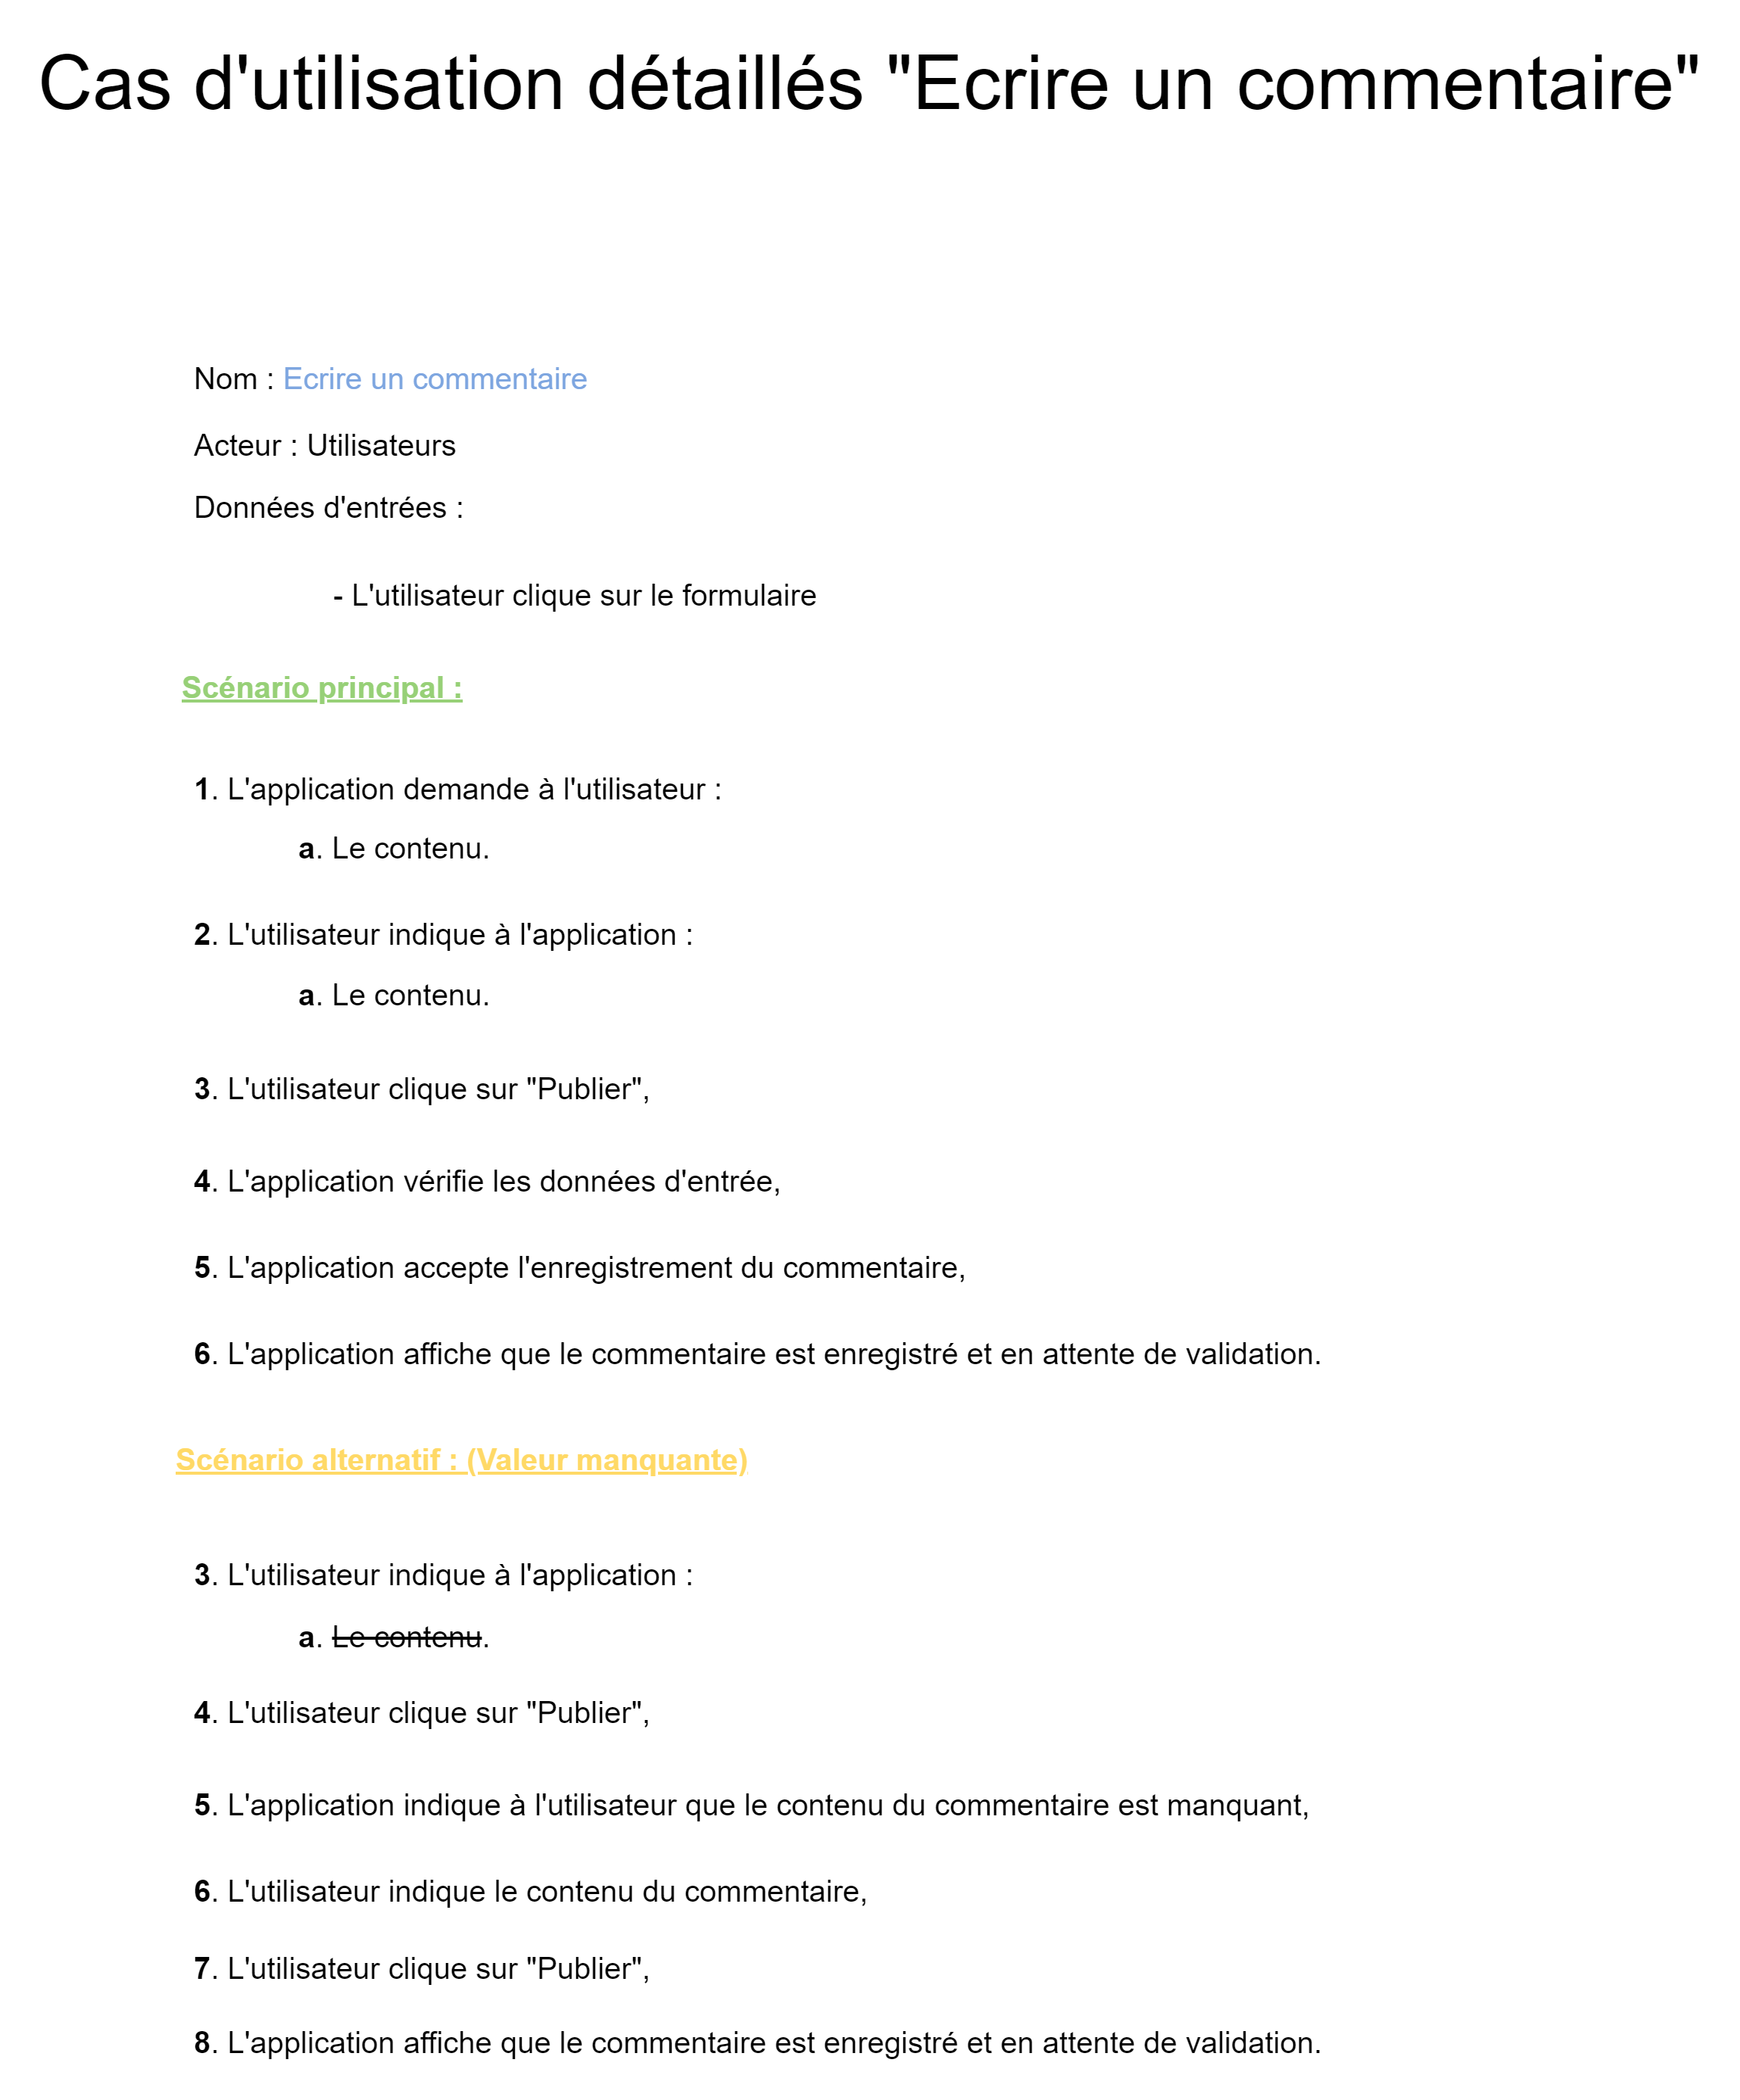 Cas d'utilisation détaillés "Ecrire un commentaire"
Nom : Ecrire un commentaire
Acteur : Utilisateurs
Données d'entrées :
- L'utilisateur clique sur le formulaire
Scénario principal :
1. L'application demande à l'utilisateur :
a. Le contenu.
2. L'utilisateur indique à l'application :
a. Le contenu.
3. L'utilisateur clique sur "Publier",
4. L'application vérifie les données d'entrée,
5. L'application accepte l'enregistrement du commentaire,
6. L'application affiche que le commentaire est enregistré et en attente de validation.
Scénario alternatif : (Valeur manquante)
3. L'utilisateur indique à l'application :
a. Le contenu.
4. L'utilisateur clique sur "Publier",
5. L'application indique à l'utilisateur que le contenu du commentaire est manquant,
6. L'utilisateur indique le contenu du commentaire,
7. L'utilisateur clique sur "Publier",
8. L'application affiche que le commentaire est enregistré et en attente de validation.